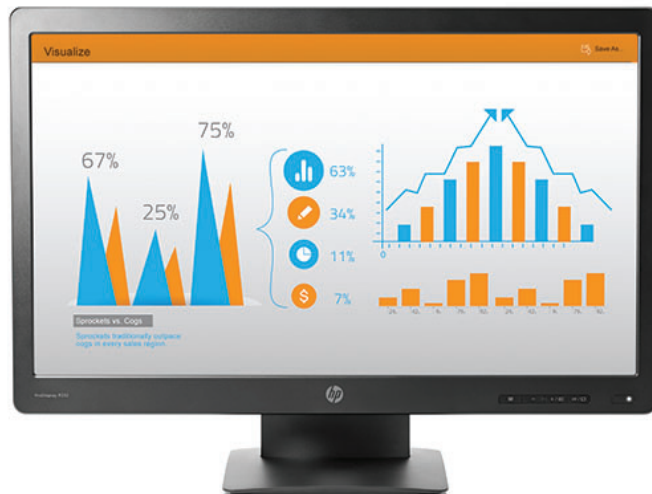 Visualize
Save As..
67%
25%
75%
63%
34%
11%
$
7%
0
Sprockets vs. Cogs
Sprockets traditionally outpace
cogs in every sales region.
hp